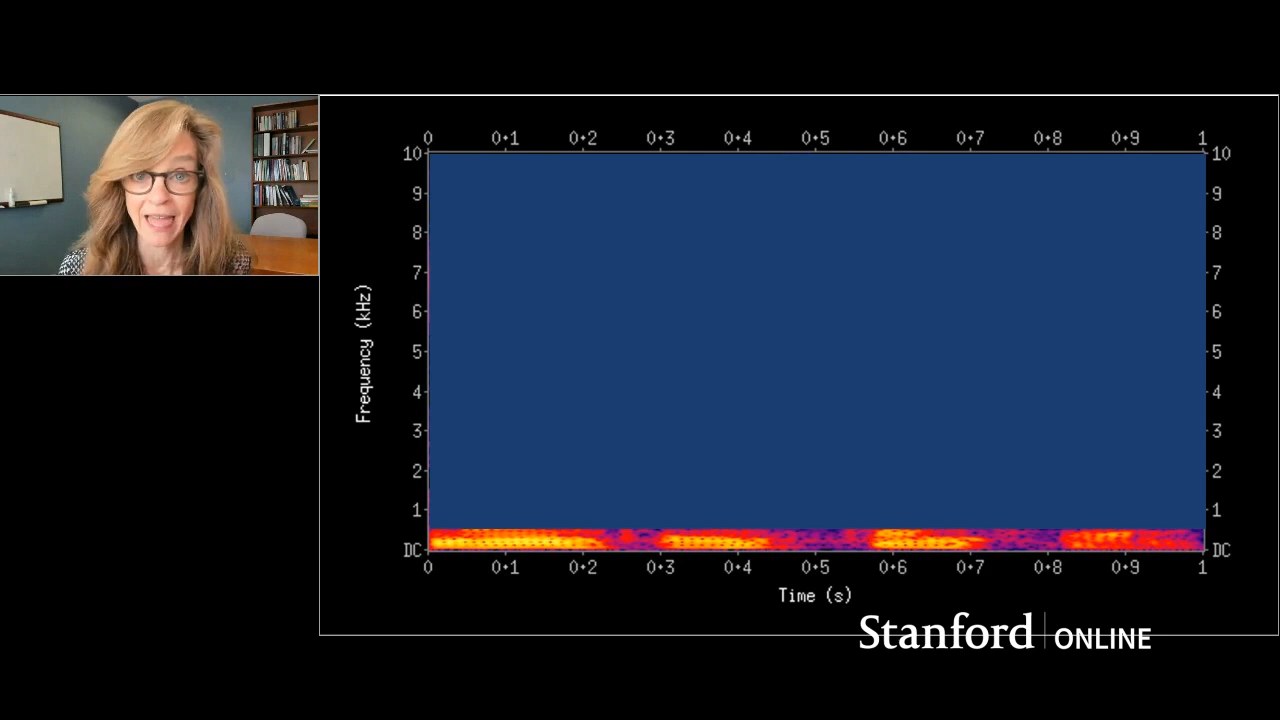 0 0.1 0.2 0.3 0.4 0.5 0.6 0.7 0.8 0.9 1
10 10
9 9
8 8
7 7
6 6
5 5
4 4
3 3
2 2
1 1
DC DC
Frequency (kHz)
0 0.1 0.2 0.3 0.4 0.5 0.6 0.7 0.8 0.9 1
Time (s)
Stanford ONLINE